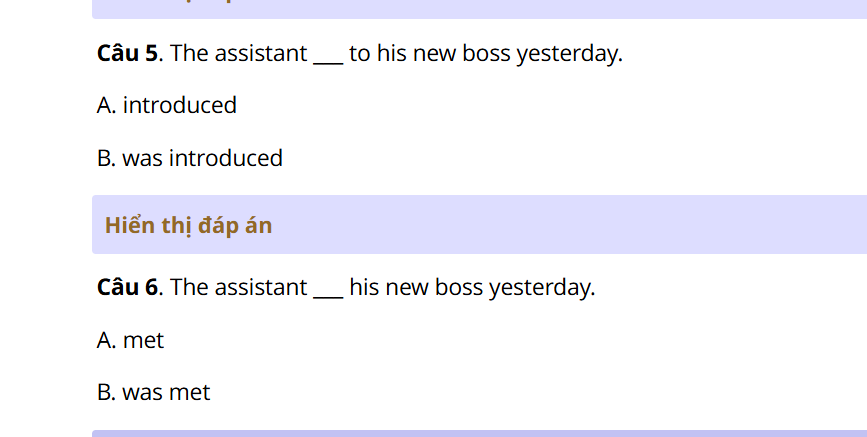 Câu 5. The assistant ___ to his new boss yesterday.
A. introduced
B. was introduced
Hiển thị đáp án
Câu 6. The assistant ___ his new boss yesterday.
A. met
B. was met